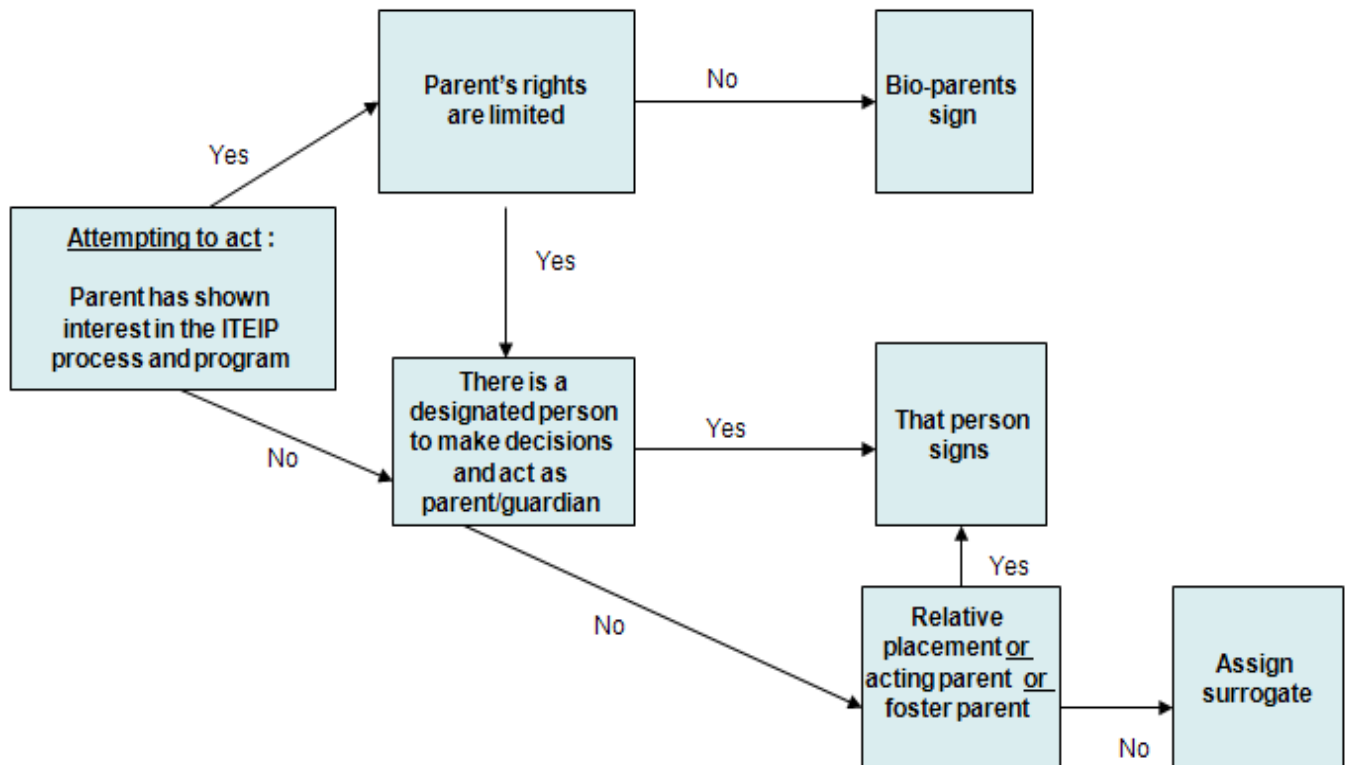 Parent's rights
are limited
No
Bio-parents
sign
Yes
Attempting to act :
Parent has shown
interest in the ITEIP
process and program
Yes
There is a
designated person
to make decisions
and act as
parent/guardian
Yes
That person
signs
No
No
Yes
Relative
placement or
acting parent or
foster parent
Assign
surrogate
No